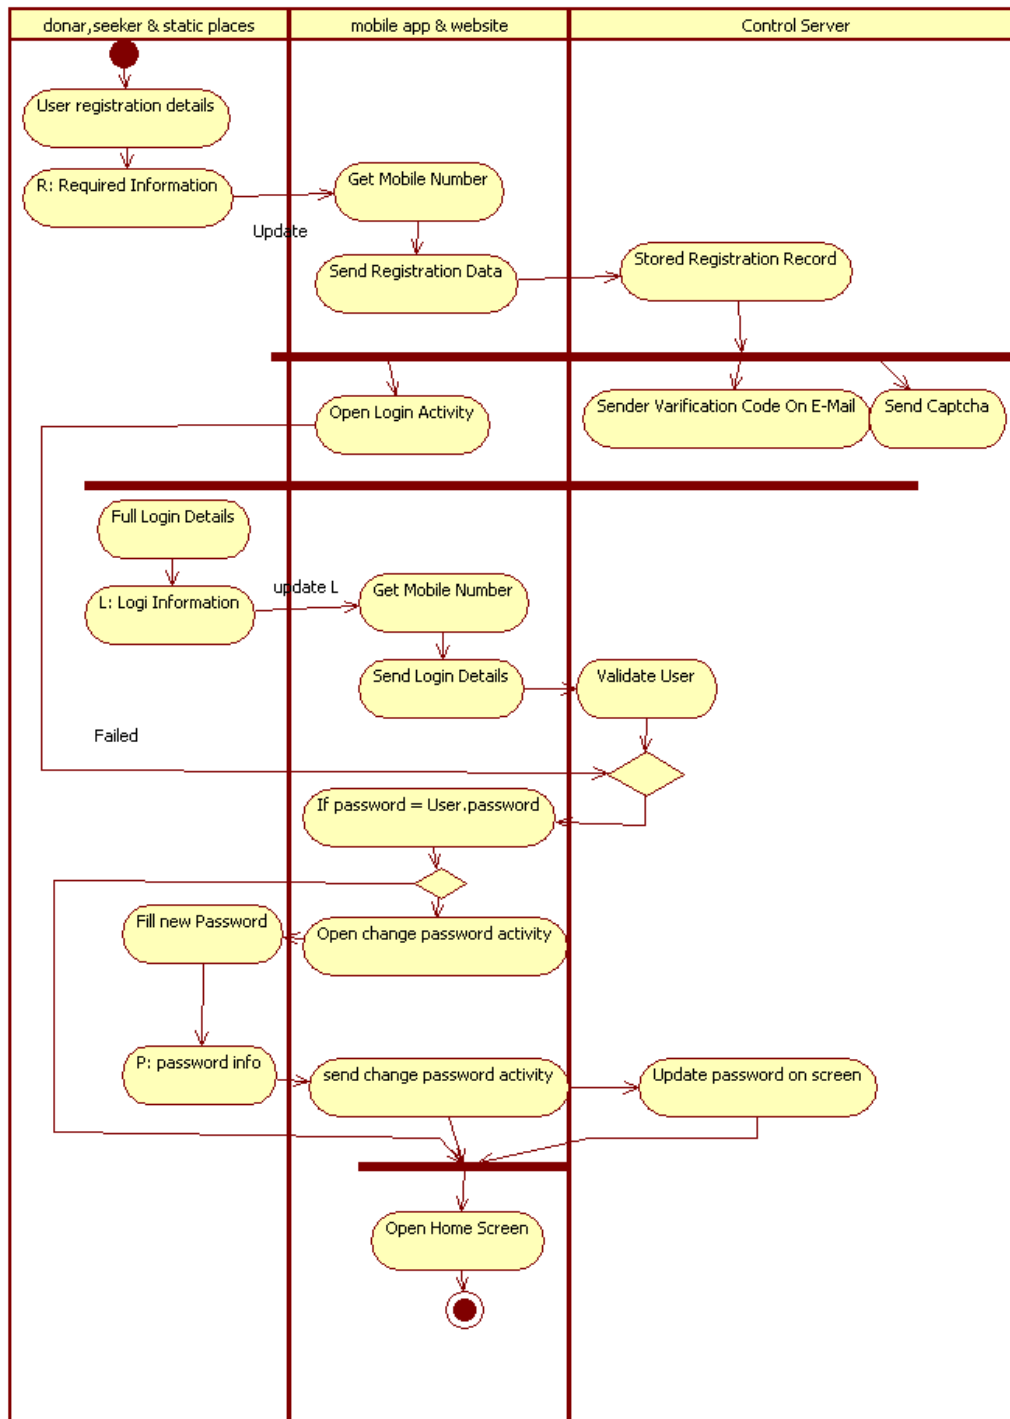 donar,seeker & static places
mobile app & website
Control Server
User registration details
R: Required Information
Get Mobile Number
Update
Send Registration Data
Stored Registration Record
Open Login Activity
Sender Varification Code On E-Mail
Send Captcha
Full Login Details
L: Logi Information
update L
Get Mobile Number
Send Login Details
Validate User
Failed
If password = User.password
Fill new Password
Open change password activity
P: password info
send change password activity
Update password on screen
Open Home Screen